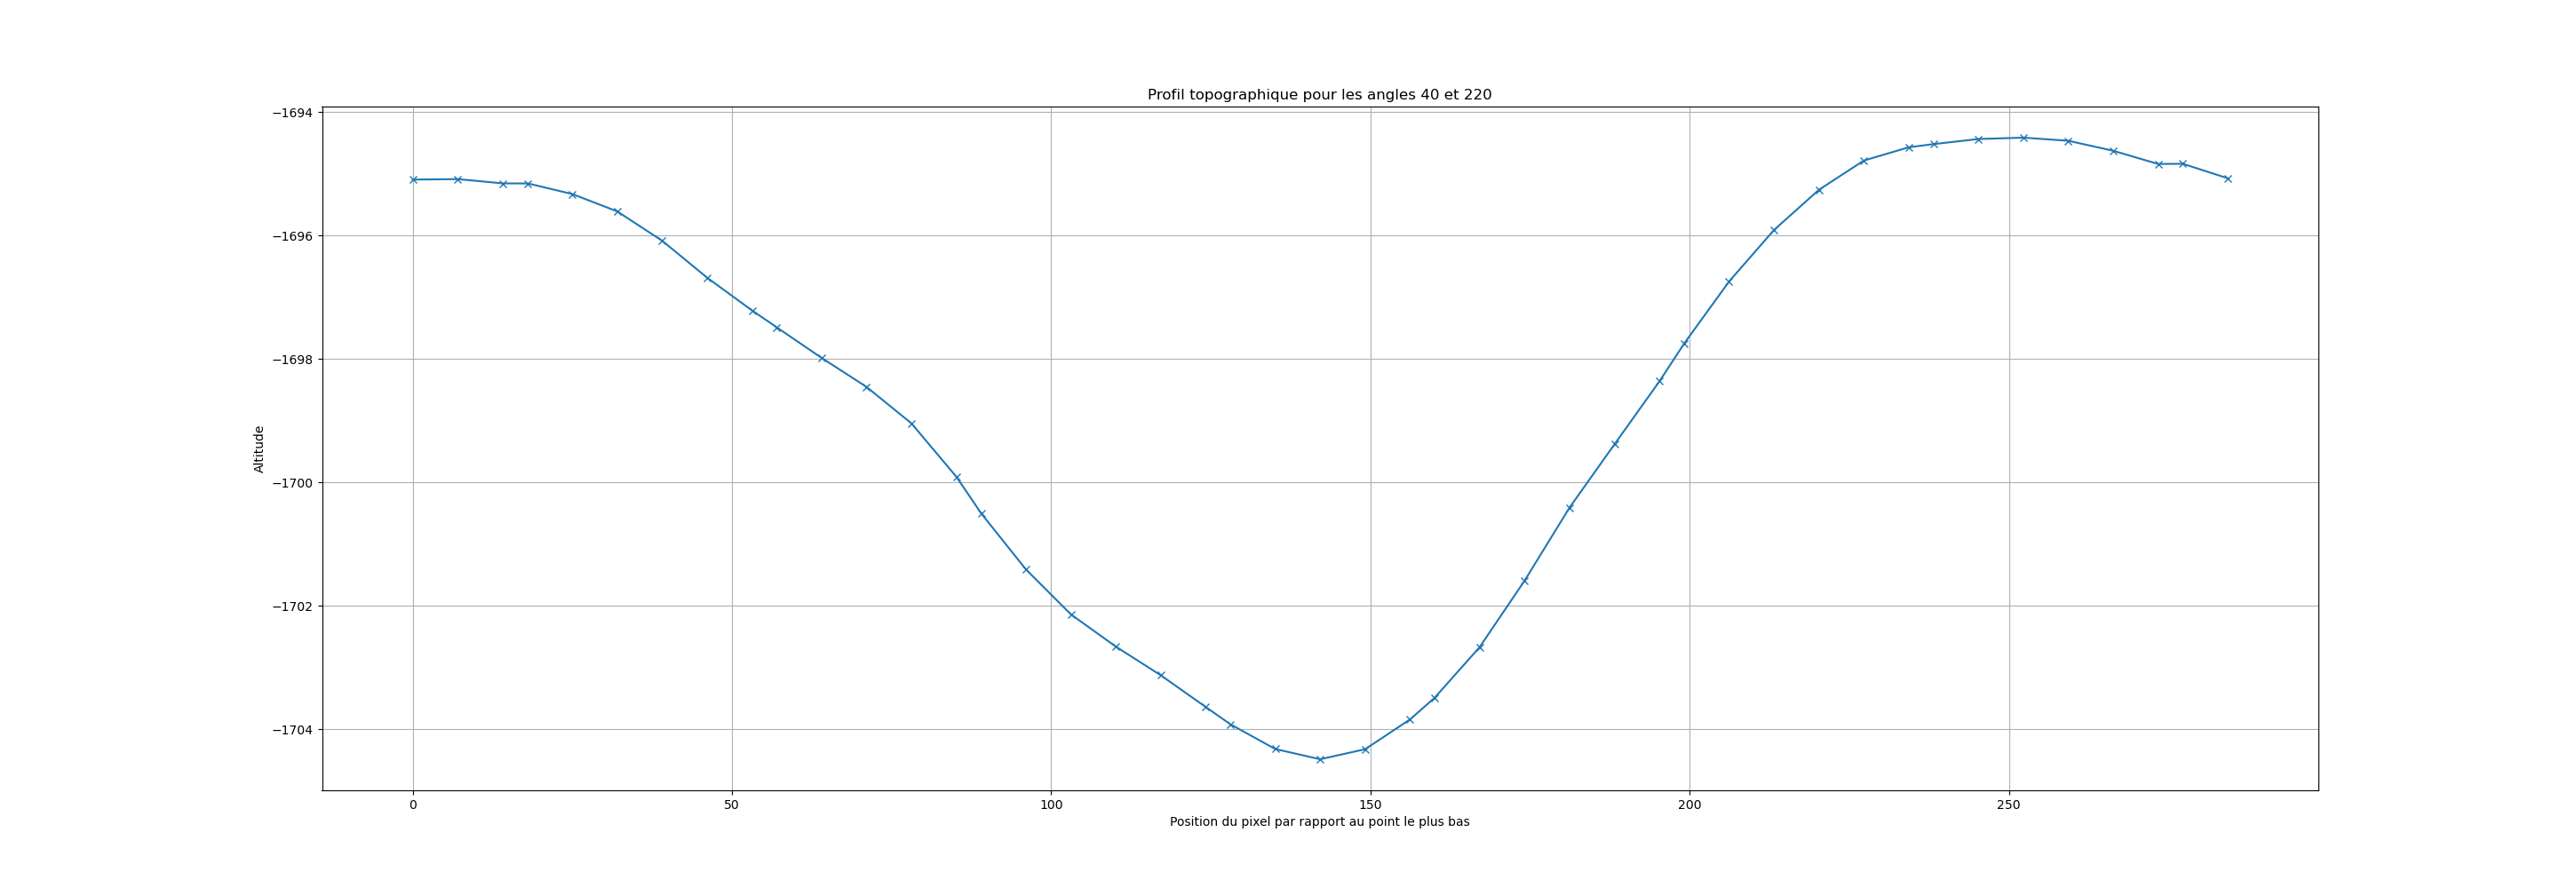 Profil topographique pour les angles 40 et 220
−1694
−1696
−1698
−1700
−1702
−1704
Altitude
0 50 100 150 200 250
Position du pixel par rapport au point le plus bas